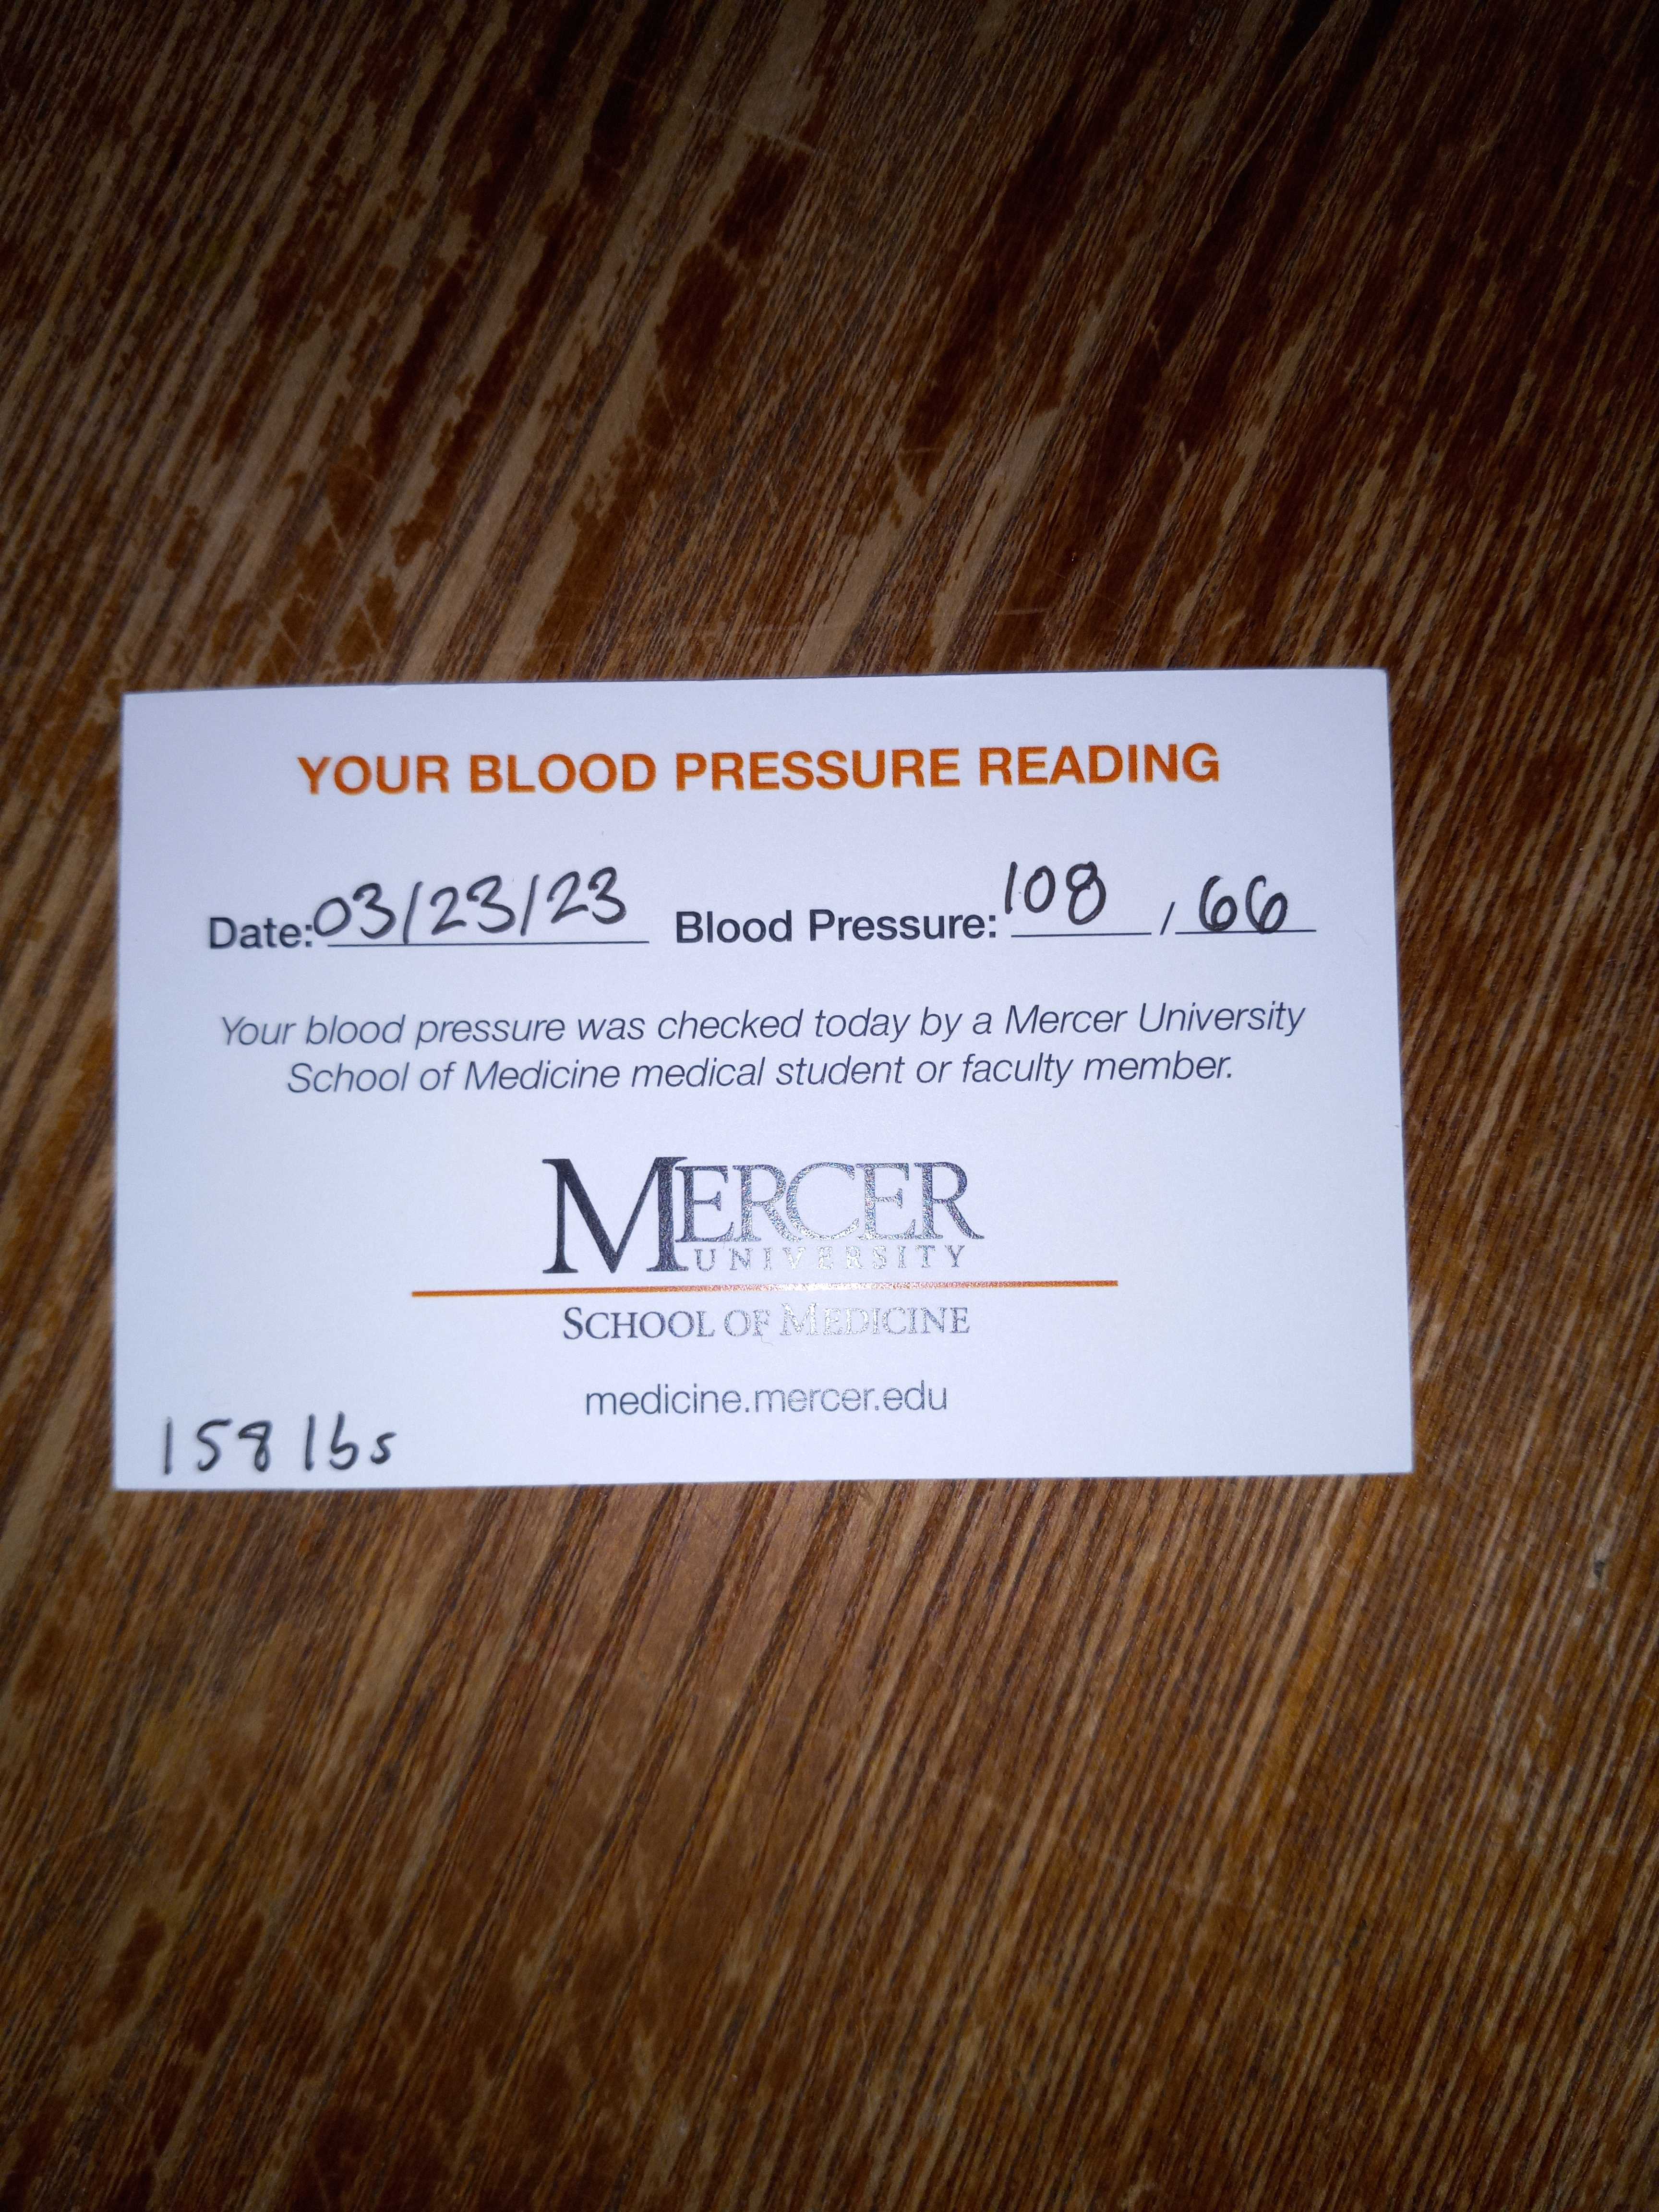 YOUR BLOOD PRESSURE READING
Date: 03/23/23 Blood Pressure: 108 / 66
Your blood pressure was checked today by a Mercer University
School of Medicine medical student or faculty member.
MERCER
UNIVERSITY
SCHOOL OF MEDICINE
medicine.mercer.edu
158 lbs